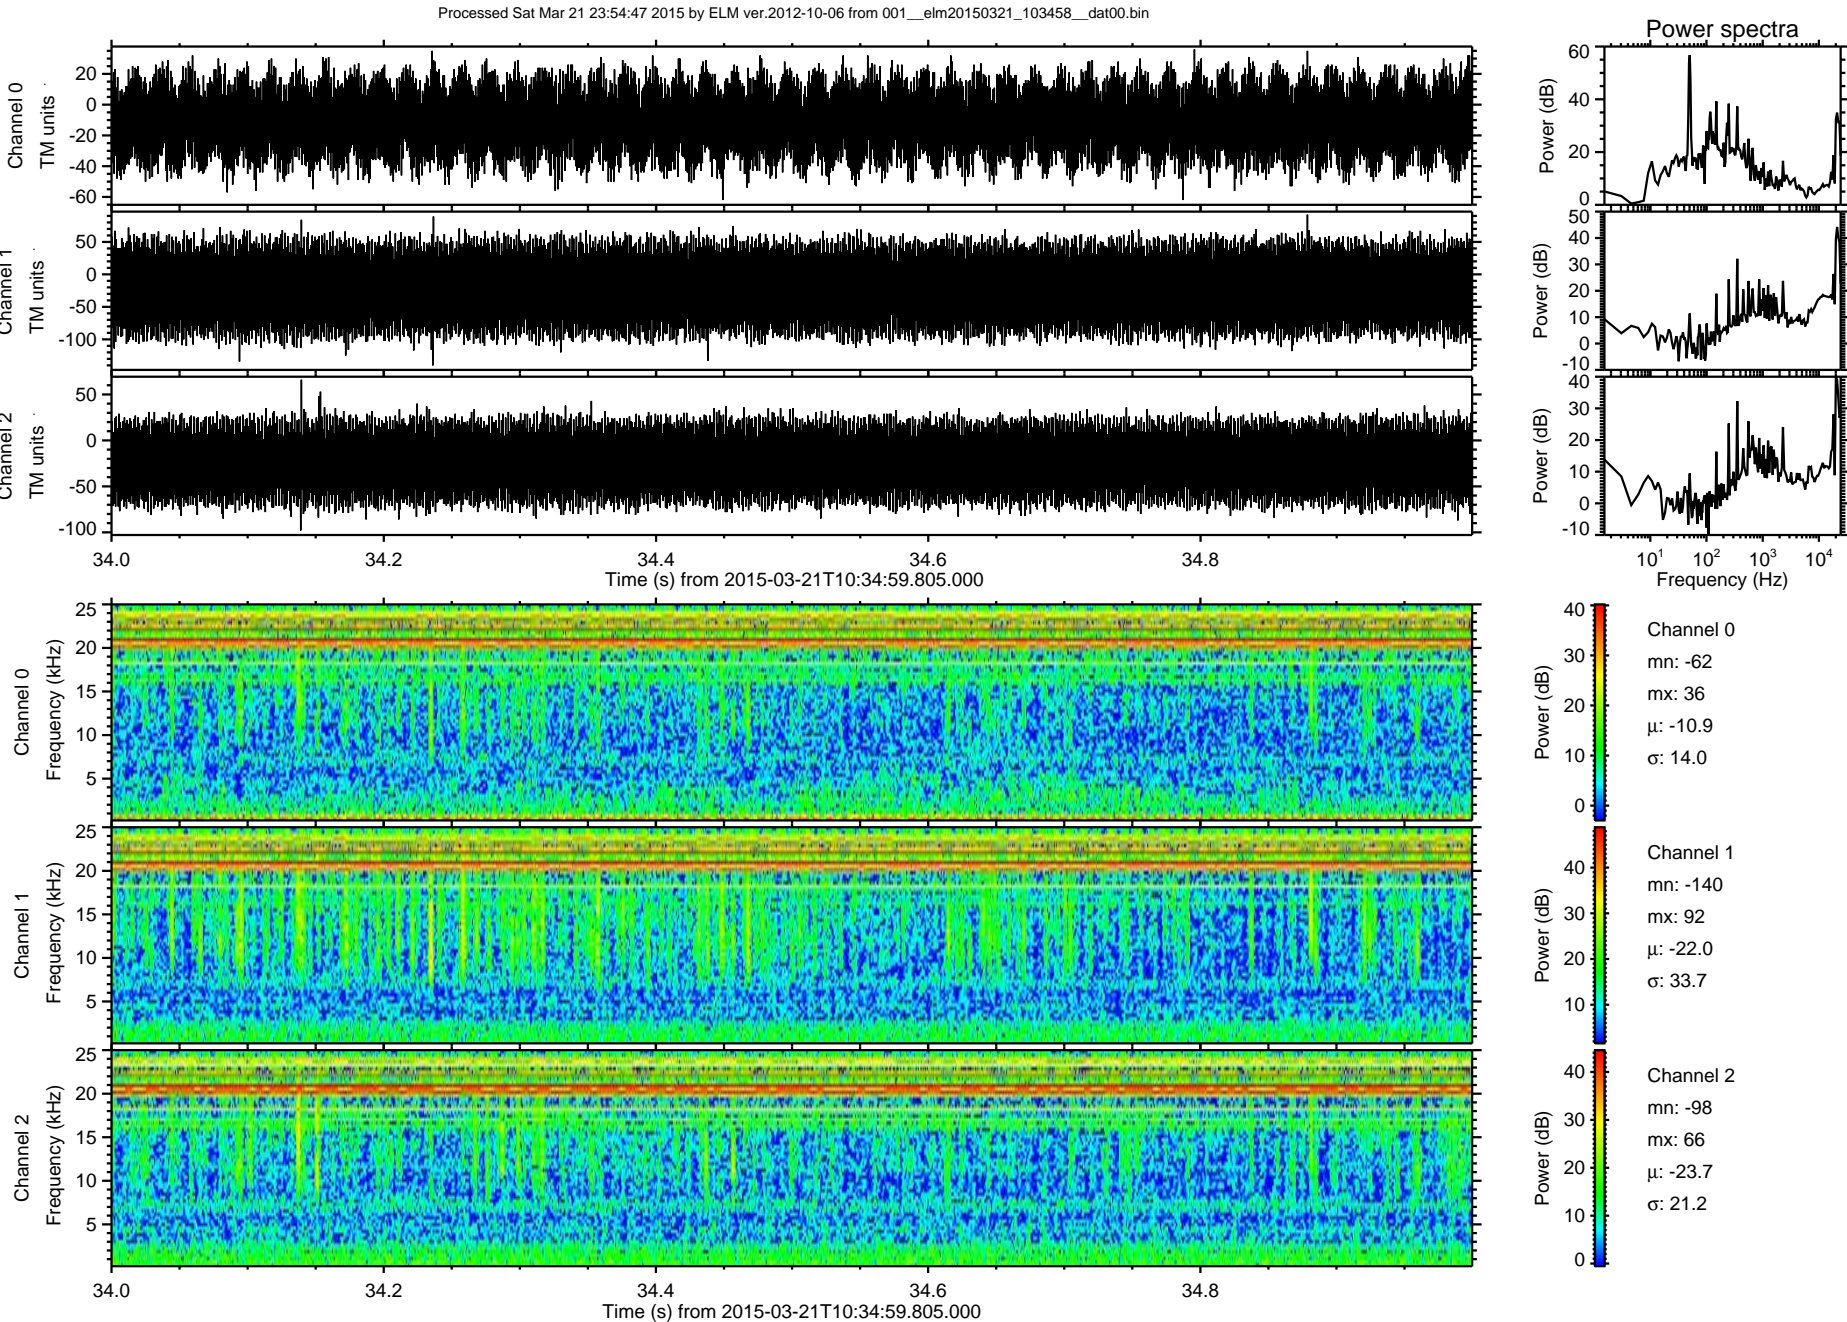 Processed Sat Mar 21 23:54:47 2015 by ELM ver.2012-10-06 from 001__elm20150321_103458__dat00.bin
Power spectra
Channel 0
TM units
20
0
-20
-40
-60
Power (dB)
60
40
20
0
Channel 1
TM units
50
0
-50
-100
Power (dB)
50
40
30
20
10
0
-10
Channel 2
TM units
50
0
-50
-100
Power (dB)
40
30
20
10
0
-10
34.0 34.2 34.4 34.6 34.8
Time (s) from 2015-03-21T10:34:59.805.000
10^1 10^2 10^3 10^4
Frequency (Hz)
Channel 0
Frequency (kHz)
25
20
15
10
5
Power (dB)
40
30
20
10
0
Channel 0
mn: -62
mx: 36
μ: -10.9
σ: 14.0
Channel 1
Frequency (kHz)
25
20
15
10
5
Power (dB)
40
30
20
10
Channel 1
mn: -140
mx: 92
μ: -22.0
σ: 33.7
Channel 2
Frequency (kHz)
25
20
15
10
5
Power (dB)
40
30
20
10
0
Channel 2
mn: -98
mx: 66
μ: -23.7
σ: 21.2
34.0 34.2 34.4 34.6 34.8
Time (s) from 2015-03-21T10:34:59.805.000